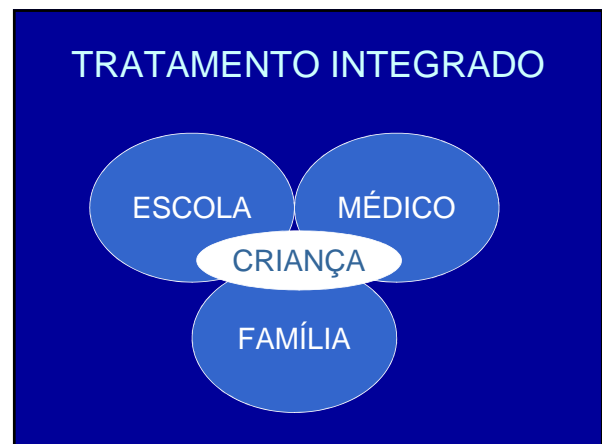 TRATAMENTO INTEGRADO
ESCOLA
MÉDICO
CRIANÇA
FAMÍLIA